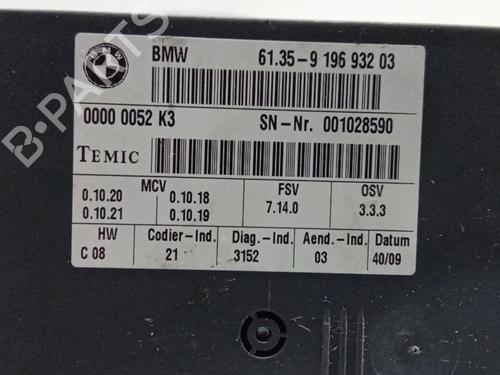 BMW
BMW 61.35-9 196 932 03
0000 0052 K3 SN-Nr. 001028590
TEMIC
MCV FSV OSV
0.10.20 0.10.18
0.10.21 0.10.19 7.14.0 3.3.3
HW Codier-Ind. Diag.-Ind. Aend.-Ind. Datum
C 08 21 3152 03 40/09